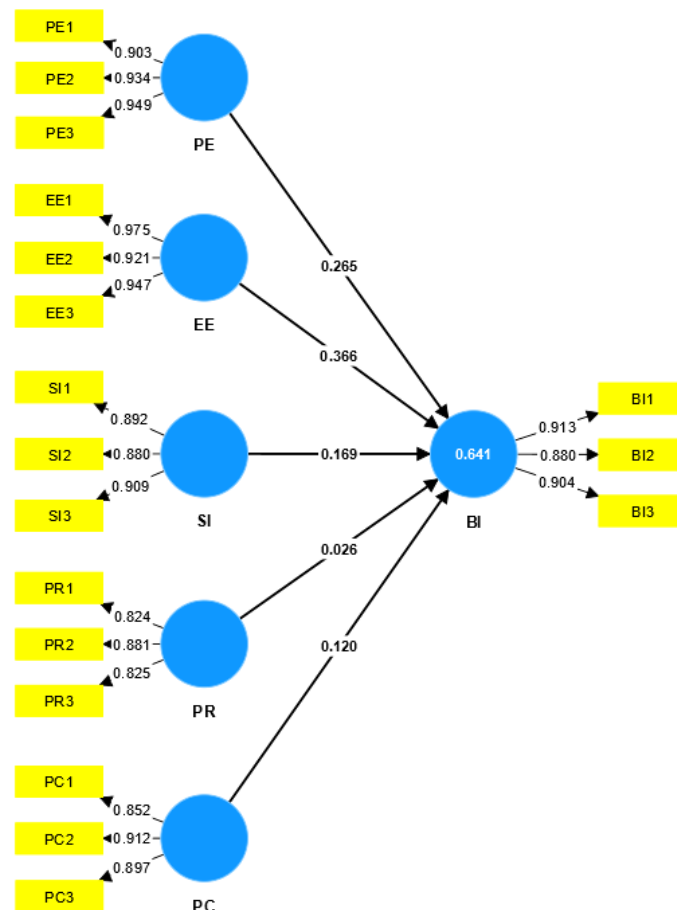 PE1
0.903
PE2
0.934
0.949
PE3
PE
0.265
EE1
0.975
EE2
0.921
0.947
EE3
EE
0.366
SI1
0.892
SI2
0.880
0.909
SI3
SI
0.169
0.641
BI
0.913
BI1
0.880
BI2
0.904
BI3
PR1
0.824
PR2
0.881
0.825
PR3
PR
0.026
PC1
0.852
PC2
0.912
0.897
PC3
PC
0.120